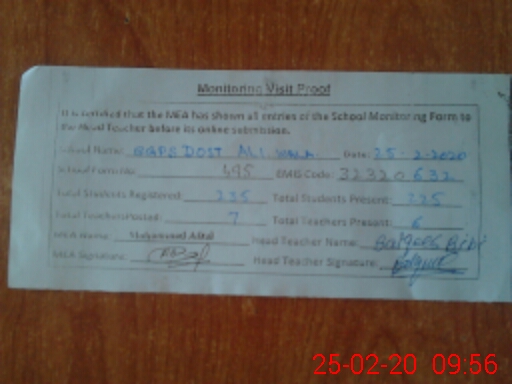 Monitoring Visit Proof
It is certified that the MEA has shown all entries of the School Monitoring Form to
the Head Teacher before its online submission.
School Name: GGPS DOST ALI WALA Date: 25-2-2020
School Form No: 495 EMIS Code: 32320632
Total Students Registered: 235 Total Students Present: 225
Total Teachers Posted: 7 Total Teachers Present: 6
MEA Name: Muhammad Afzal Head Teacher Name: Balqees Bibi
MEA Signature: Head Teacher Signature:
25-02-20 09:56